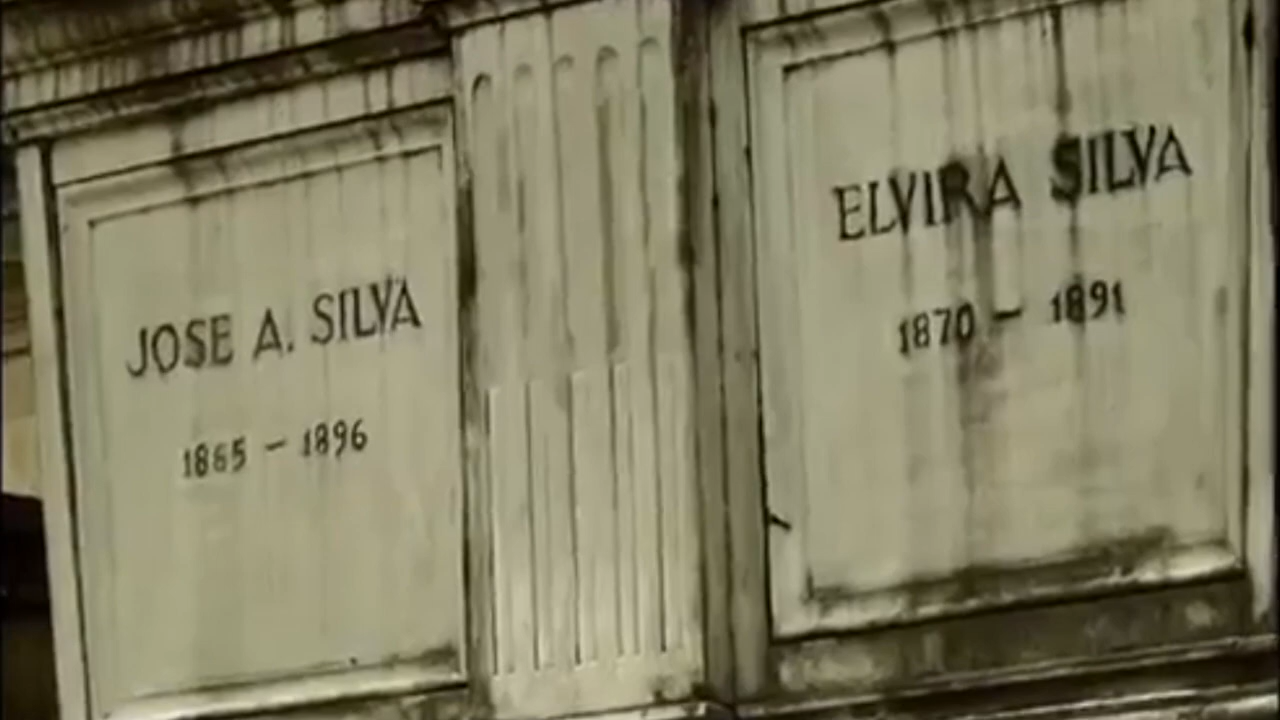 JOSE A. SILVA
1865 – 1896
ELVIRA SILVA
1870 – 1891